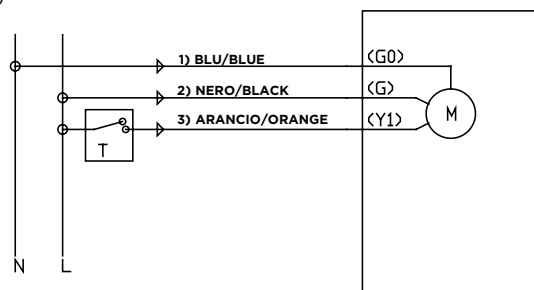 1) BLU/BLUE (G0)
2) NERO/BLACK (G)
M
3) ARANCIO/ORANGE (Y1)
T
N L